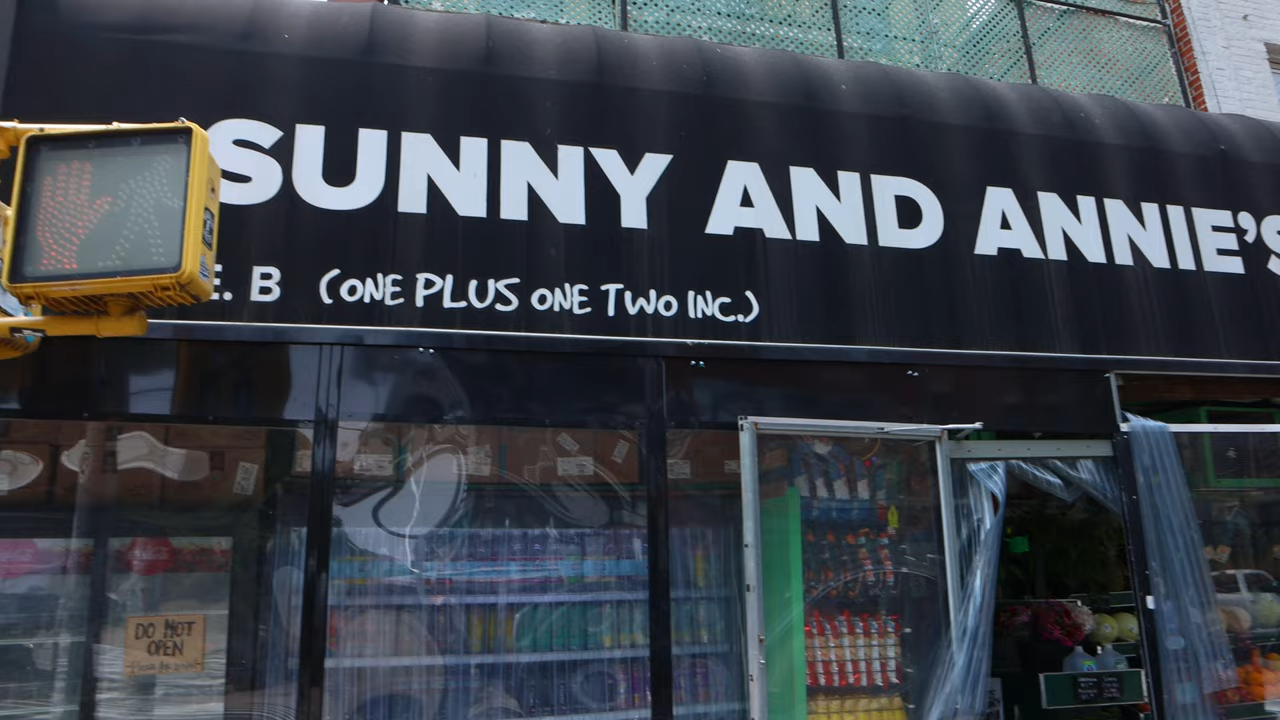 SUNNY AND ANNIE'S
E. B (ONE PLUS ONE TWO INC.)
DO NOT
OPEN